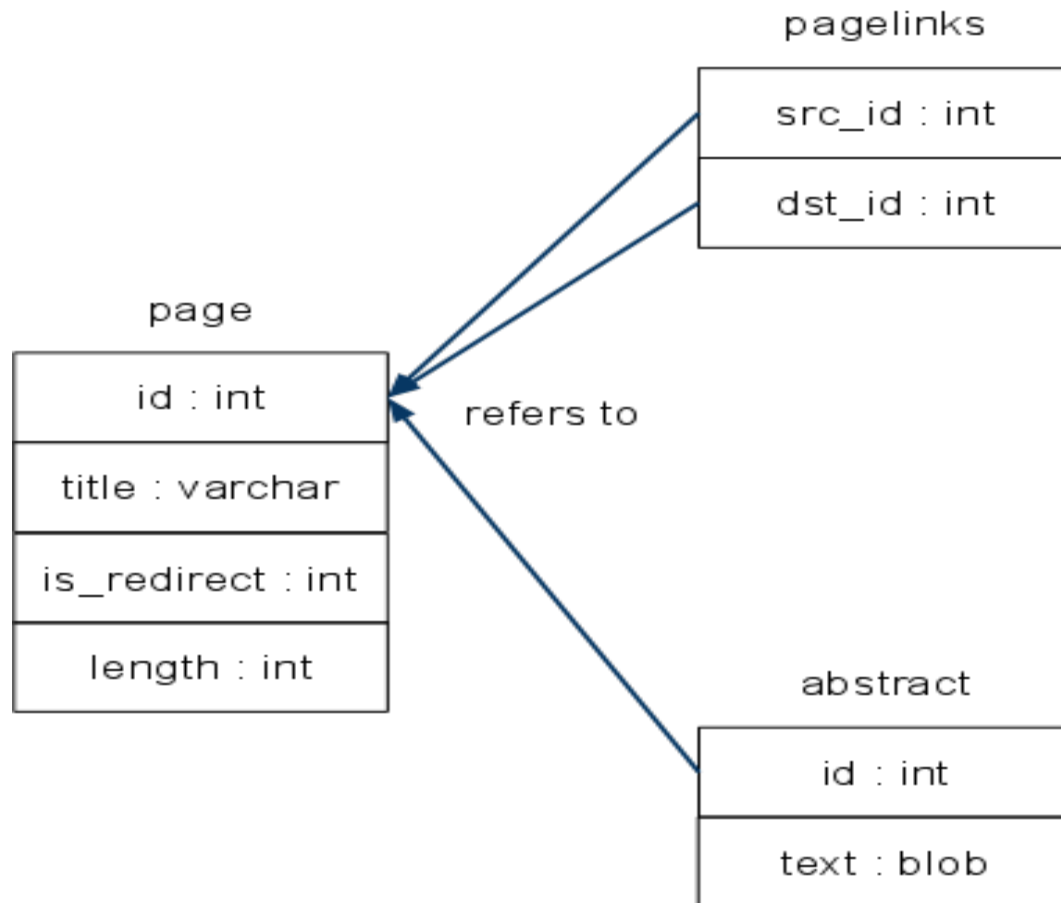 pagelinks
src_id : int
dst_id : int
page
id : int
title : varchar
is_redirect : int
length : int
refers to
abstract
id : int
text : blob